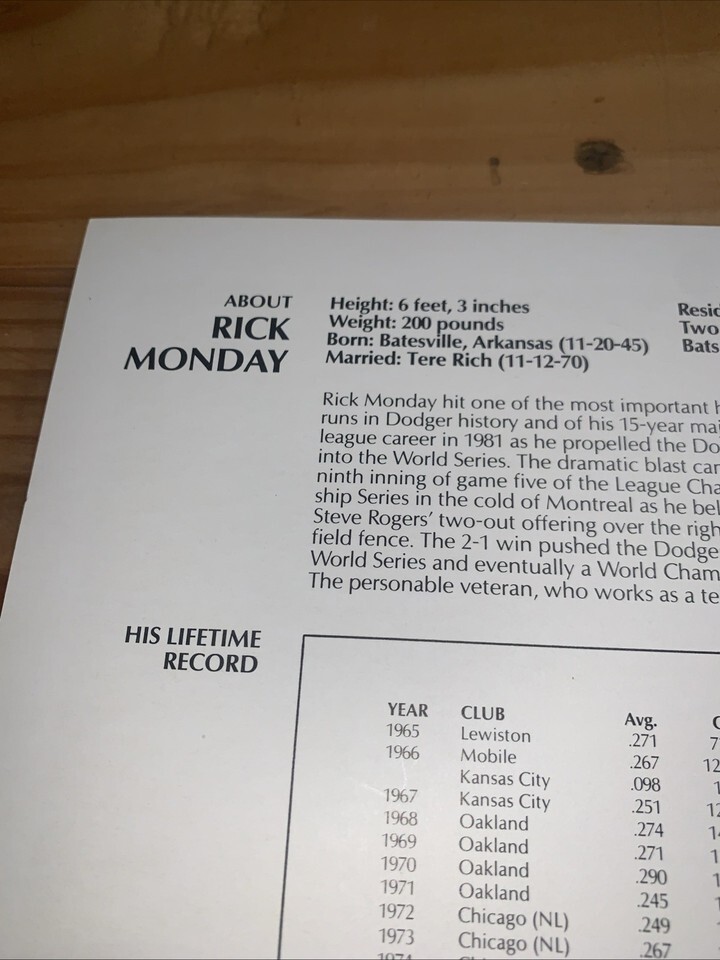 ABOUT
RICK
MONDAY
Height: 6 feet, 3 inches
Weight: 200 pounds
Born: Batesville, Arkansas (11-20-45)
Married: Tere Rich (11-12-70)
Two
Bats
Rick Monday hit one of the most important
runs in Dodger history and of his 15-year
league career in 1981 as he propelled the
into the World Series. The dramatic blast
ninth inning of game five of the League
ship Series in the cold of Montreal as he
Steve Rogers' two-out offering over the
field fence. The 2-1 win pushed the
World Series and eventually a World
The personable veteran, who works as a
HIS LIFETIME
RECORD
YEAR CLUB Avg.
1965 Lewiston .271
1966 Mobile .267
Kansas City .098
1967 Kansas City .251
1968 Oakland .274
1969 Oakland .271
1970 Oakland .290
1971 Oakland .245
1972 Chicago (NL) .249
1973 Chicago (NL) .267